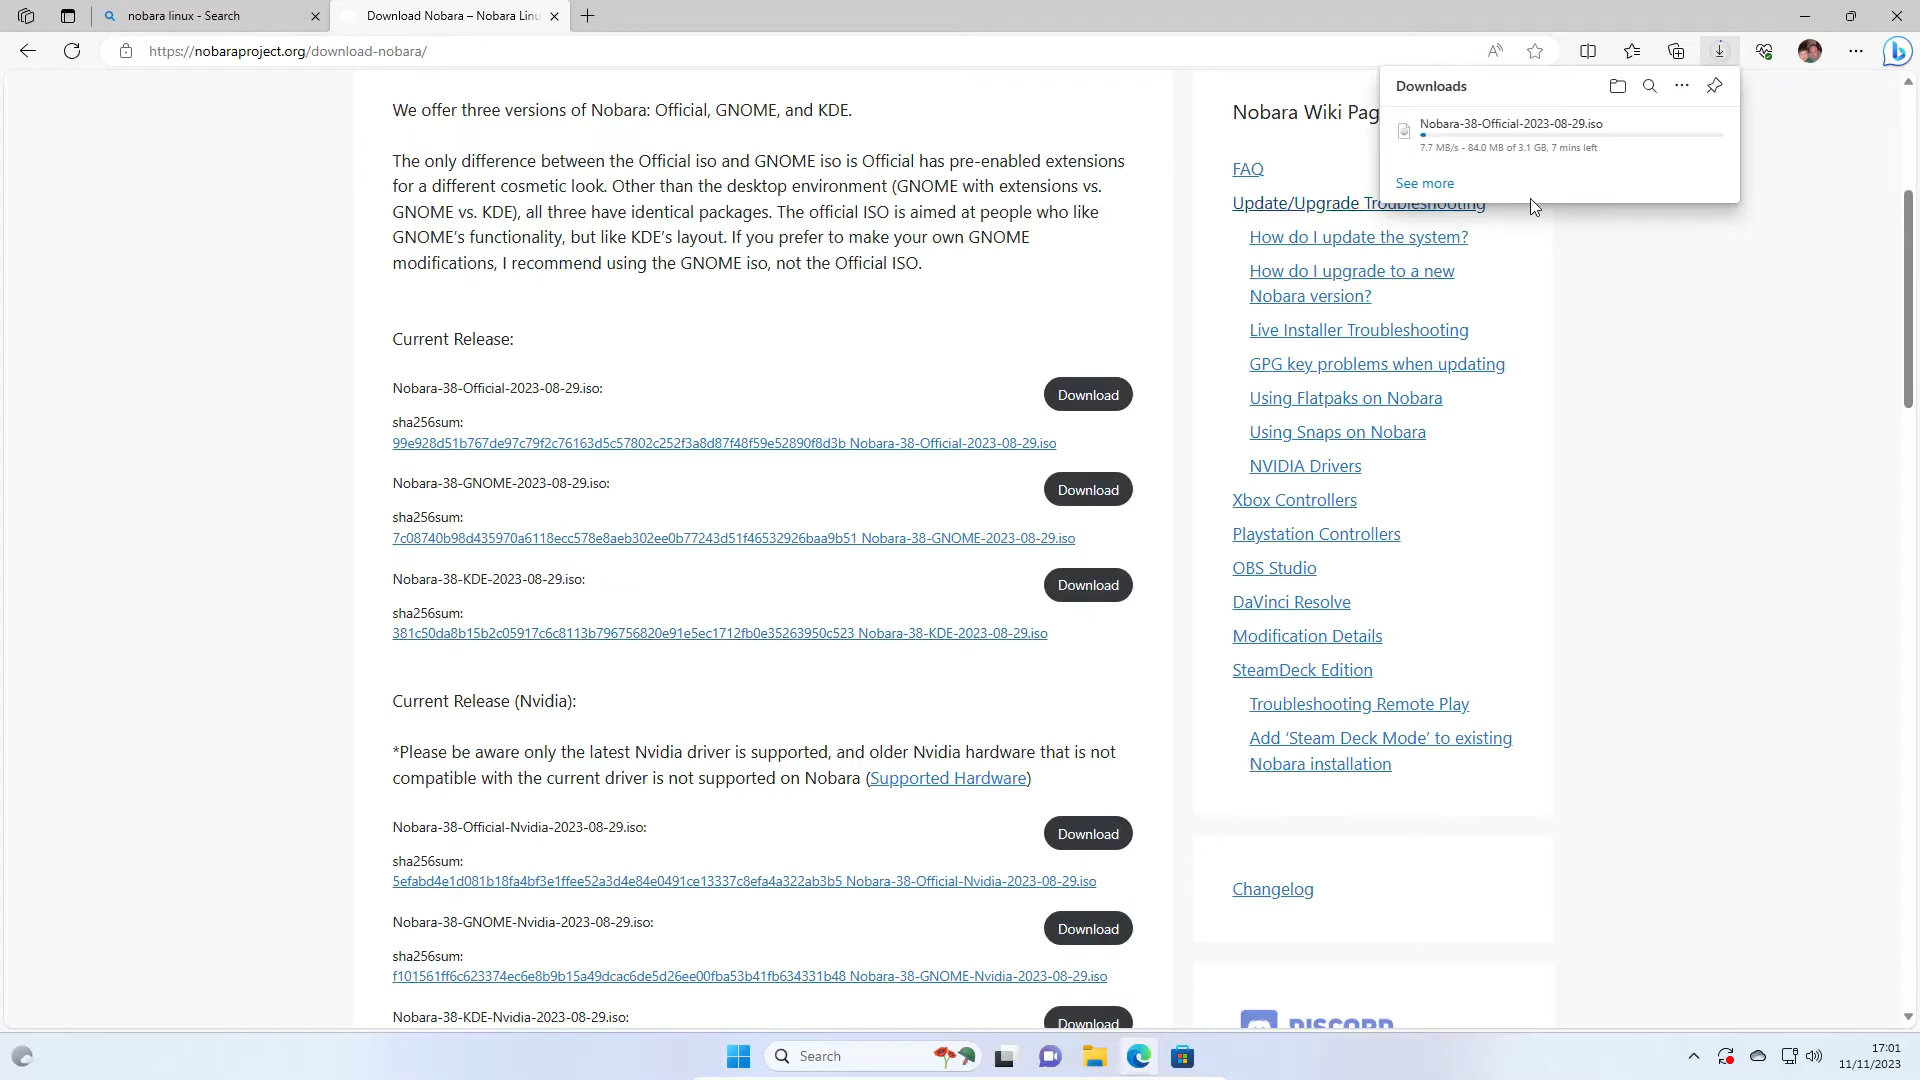 nobara linux - Search
Download Nobara – Nobara Linu
https://nobaraproject.org/download-nobara/
Downloads
Nobara-38-Official-2023-08-29.iso
7.7 MB/s - 84.0 MB of 3.1 GB, 7 mins left
See more
We offer three versions of Nobara: Official, GNOME, and KDE.
The only difference between the Official iso and GNOME iso is Official has pre-enabled extensions
for a different cosmetic look. Other than the desktop environment (GNOME with extensions vs.
GNOME vs. KDE), all three have identical packages. The official ISO is aimed at people who like
GNOME's functionality, but like KDE's layout. If you prefer to make your own GNOME
modifications, I recommend using the GNOME iso, not the Official ISO.
Current Release:
Nobara-38-Official-2023-08-29.iso:
Download
sha256sum:
99e928d51b767de97c79f2c76163d5c57802c252f3a8d87f48f59e52890f8d3b Nobara-38-Official-2023-08-29.iso
Nobara-38-GNOME-2023-08-29.iso:
Download
sha256sum:
7c08740b98d435970a6118ecc578e8aeb302ee0b77243d51f46532926baa9b51 Nobara-38-GNOME-2023-08-29.iso
Nobara-38-KDE-2023-08-29.iso:
Download
sha256sum:
381c50da8b15b2c05917c6c8113b796756820e91e5ec1712fb0e35263950c523 Nobara-38-KDE-2023-08-29.iso
Current Release (Nvidia):
*Please be aware only the latest Nvidia driver is supported, and older Nvidia hardware that is not
compatible with the current driver is not supported on Nobara (Supported Hardware)
Nobara-38-Official-Nvidia-2023-08-29.iso:
Download
sha256sum:
5efabd4e1d081b18fa4bf3e1ffee52a3d4e84e0491ce13337c8efa4a322ab3b5 Nobara-38-Official-Nvidia-2023-08-29.iso
Nobara-38-GNOME-Nvidia-2023-08-29.iso:
Download
sha256sum:
f101561ff6c623374ec6e8b9b15a49dcac6de5d26ee00fba53b41fb634331b48 Nobara-38-GNOME-Nvidia-2023-08-29.iso
Nobara-38-KDE-Nvidia-2023-08-29.iso:
Download
Nobara Wiki Pag
FAQ
Update/Upgrade Troubleshooting
How do I update the system?
How do I upgrade to a new
Nobara version?
Live Installer Troubleshooting
GPG key problems when updating
Using Flatpaks on Nobara
Using Snaps on Nobara
NVIDIA Drivers
Xbox Controllers
Playstation Controllers
OBS Studio
DaVinci Resolve
Modification Details
SteamDeck Edition
Troubleshooting Remote Play
Add ‘Steam Deck Mode’ to existing
Nobara installation
Changelog
DISCORD
Search
17:01
11/11/2023